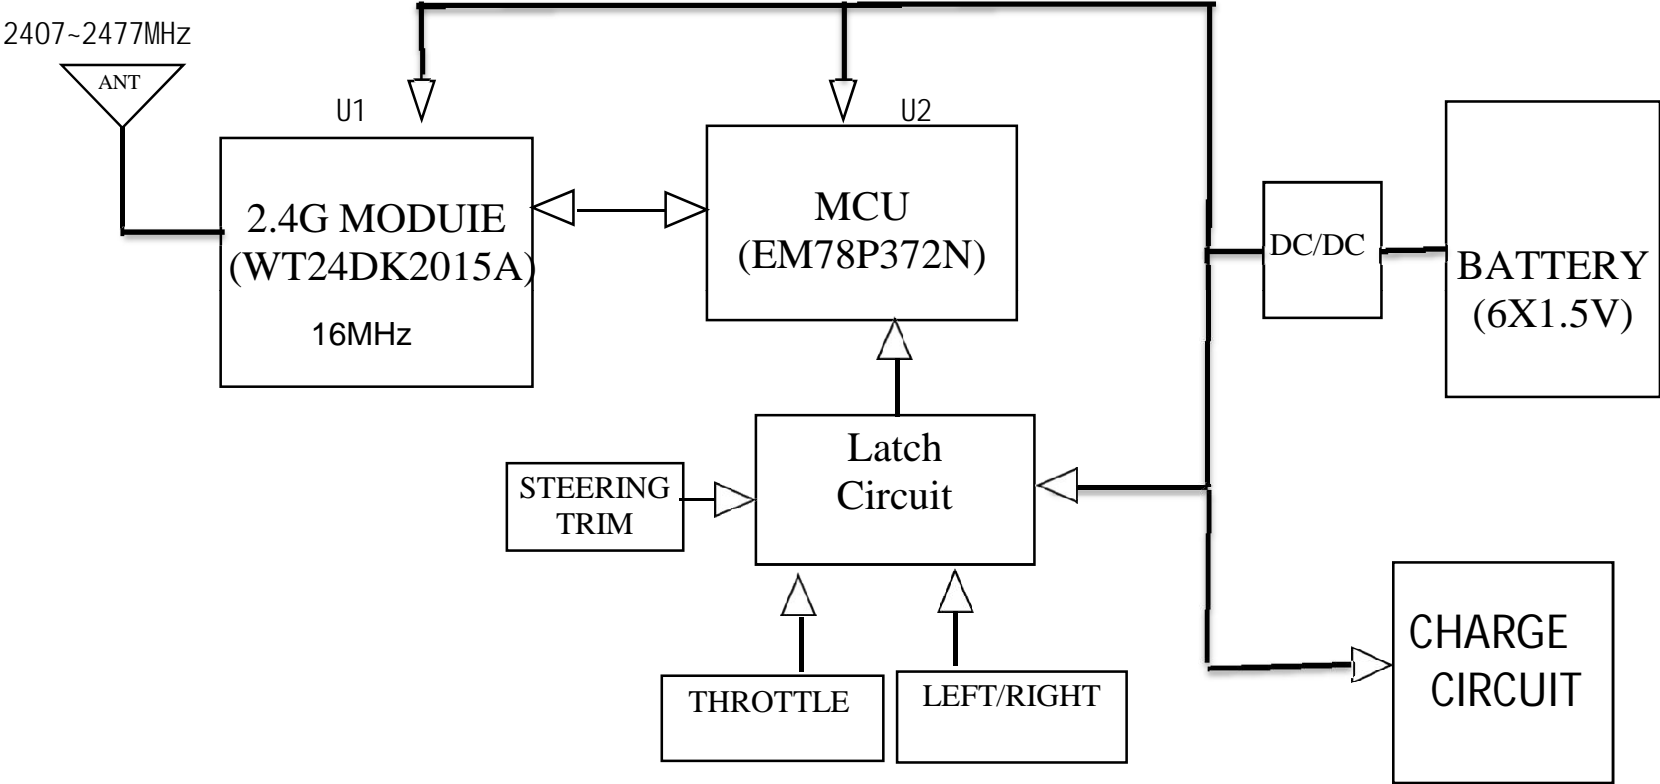 2407~2477MHz
ANT
U1
U2
2.4G MODUIE
(WT24DK2015A)
16MHz
MCU
(EM78P372N)
DC/DC
BATTERY
(6X1.5V)
Latch
Circuit
STEERING
TRIM
THROTTLE
LEFT/RIGHT
CHARGE
CIRCUIT